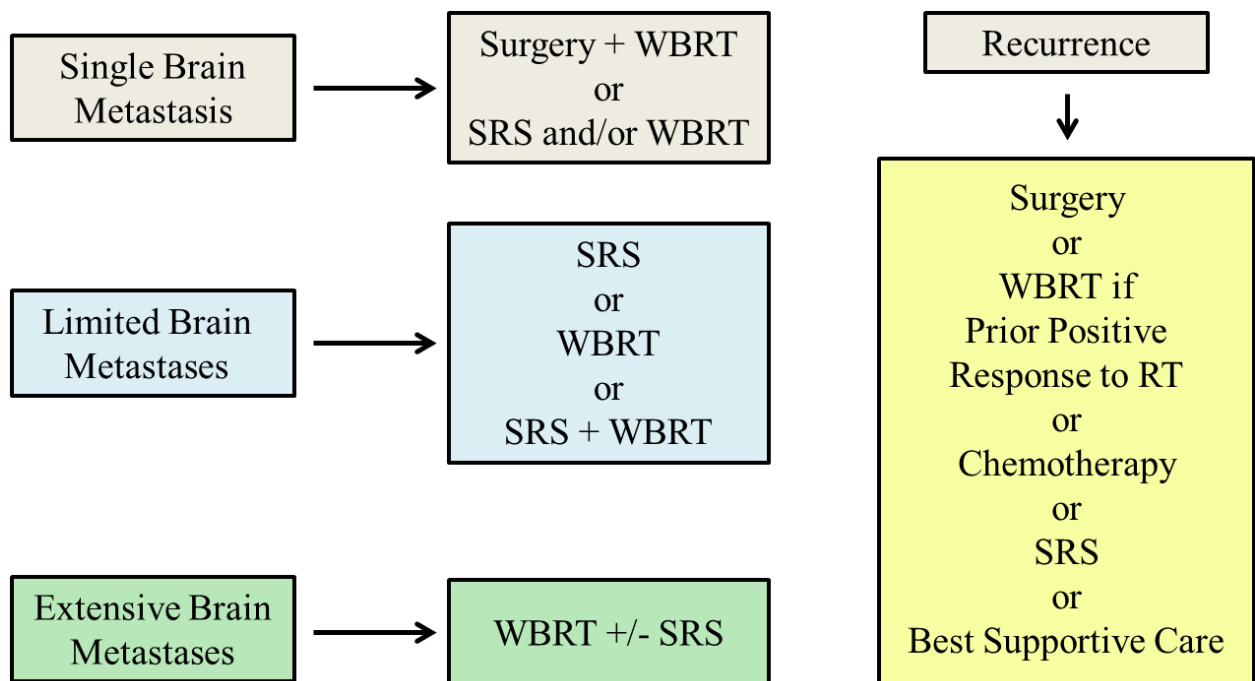 Single Brain
Metastasis
Surgery + WBRT
or
SRS and/or WBRT
Limited Brain
Metastases
SRS
or
WBRT
or
SRS + WBRT
Extensive Brain
Metastases
WBRT +/- SRS
Recurrence
Surgery
or
WBRT if
Prior Positive
Response to RT
or
Chemotherapy
or
SRS
or
Best Supportive Care